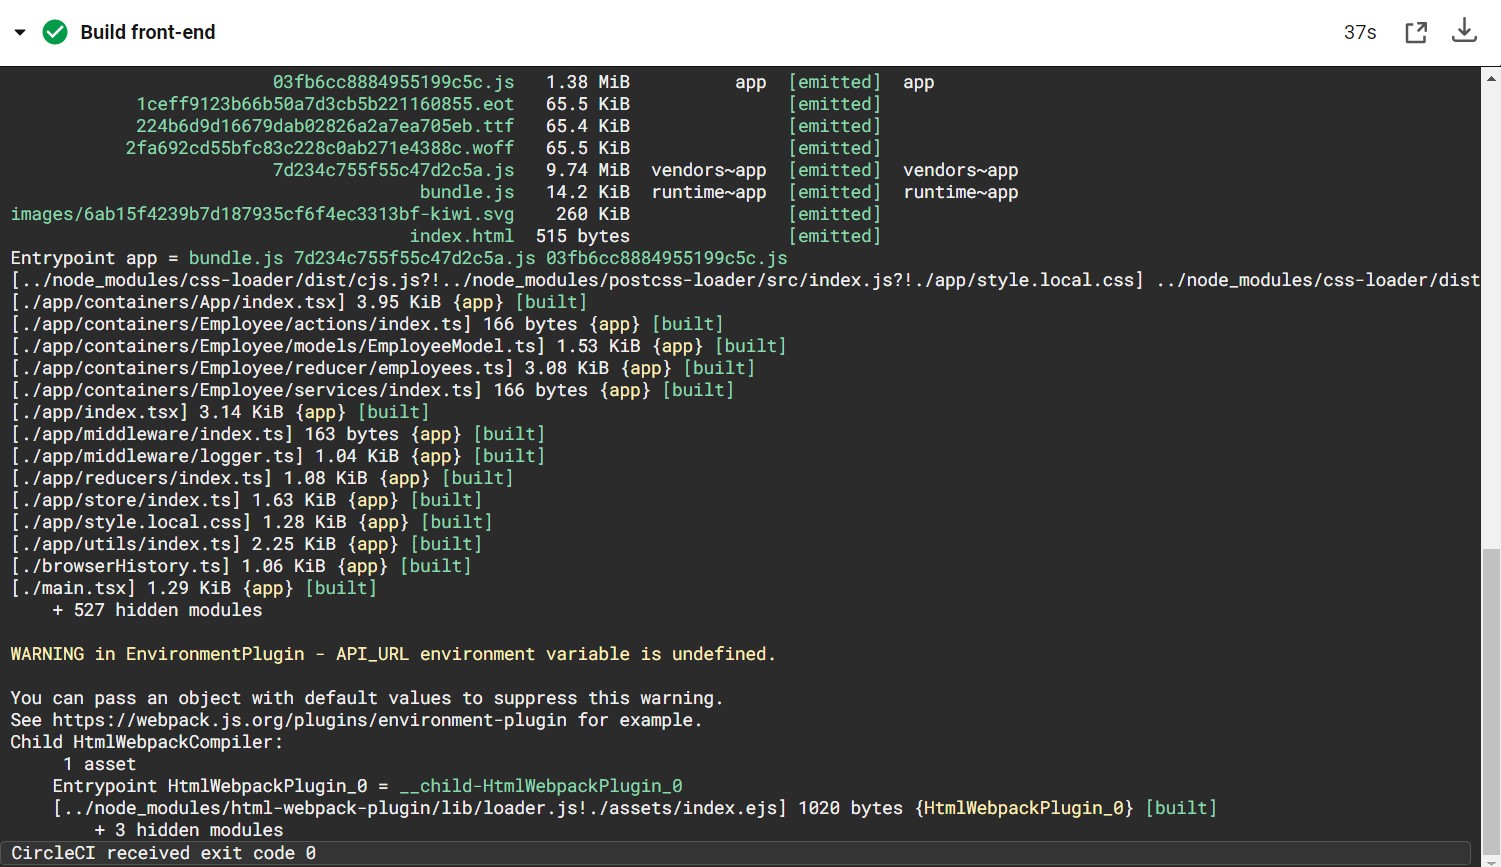 Build front-end
37s
03fb6cc8884955199c5c.js 1.38 MiB app [emitted] app
1ceff9123b66b50a7d3cb5b221160855.eot 65.5 KiB [emitted]
224b6d9d16679dab02826a2a7ea705eb.ttf 65.4 KiB [emitted]
2fa692cd55bfc83c228c0ab271e4388c.woff 65.5 KiB [emitted]
7d234c755f55c47d2c5a.js 9.74 MiB vendors~app [emitted] vendors~app
bundle.js 14.2 KiB runtime~app [emitted] runtime~app
images/6ab15f4239b7d187935cf6f4ec3313bf-kiwi.svg 260 KiB [emitted]
index.html 515 bytes [emitted]
Entrypoint app = bundle.js 7d234c755f55c47d2c5a.js 03fb6cc8884955199c5c.js
[../node_modules/css-loader/dist/cjs.js?!../node_modules/postcss-loader/src/index.js?!./app/style.local.css] ../node_modules/css-loader/dist
[./app/containers/App/index.tsx] 3.95 KiB {app} [built]
[./app/containers/Employee/actions/index.ts] 166 bytes {app} [built]
[./app/containers/Employee/models/EmployeeModel.ts] 1.53 KiB {app} [built]
[./app/containers/Employee/reducer/employees.ts] 3.08 KiB {app} [built]
[./app/containers/Employee/services/index.ts] 166 bytes {app} [built]
[./app/index.tsx] 3.14 KiB {app} [built]
[./app/middleware/index.ts] 163 bytes {app} [built]
[./app/middleware/logger.ts] 1.04 KiB {app} [built]
[./app/reducers/index.ts] 1.08 KiB {app} [built]
[./app/store/index.ts] 1.63 KiB {app} [built]
[./app/style.local.css] 1.28 KiB {app} [built]
[./app/utils/index.ts] 2.25 KiB {app} [built]
[./browserHistory.ts] 1.06 KiB {app} [built]
[./main.tsx] 1.29 KiB {app} [built]
+ 527 hidden modules
WARNING in EnvironmentPlugin - API_URL environment variable is undefined.
You can pass an object with default values to suppress this warning.
See https://webpack.js.org/plugins/environment-plugin for example.
Child HtmlWebpackCompiler:
1 asset
Entrypoint HtmlWebpackPlugin_0 = __child-HtmlWebpackPlugin_0
[../node_modules/html-webpack-plugin/lib/loader.js!./assets/index.ejs] 1020 bytes {HtmlWebpackPlugin_0} [built]
+ 3 hidden modules
CircleCI received exit code 0